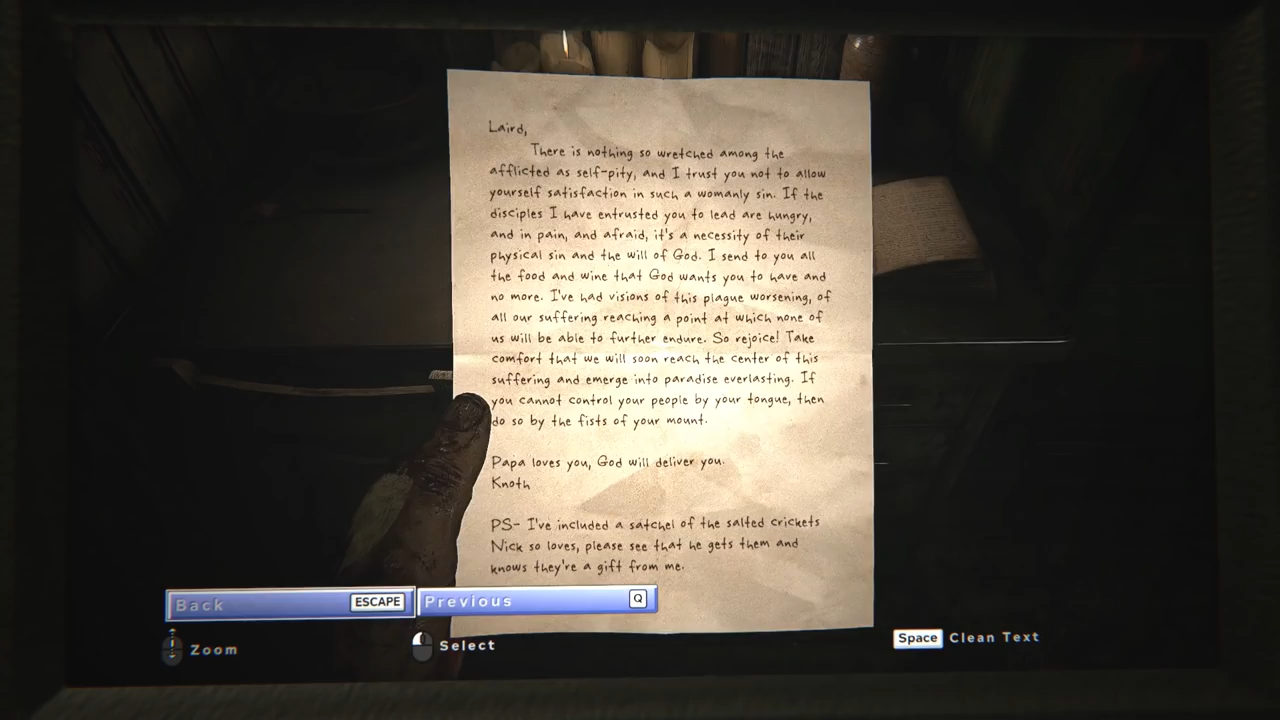 Laird,
There is nothing so wretched among the
afflicted as self-pity, and I trust you not to allow
yourself satisfaction in such a womanly sin. If the
disciples I have entrusted you to lead are hungry,
and in pain, and afraid, it's a necessity of their
physical sin and the will of God. I send to you all
the food and wine that God wants you to have and
no more. I've had visions of this plague worsening, of
all our suffering reaching a point at which none of
us will be able to further endure. So rejoice! Take
comfort that we will soon reach the center of this
suffering and emerge into paradise everlasting. If
you cannot control your people by your tongue, then
do so by the fists of your mount.
Papa loves you, God will deliver you.
Knoth
PS- I've included a satchel of the salted crickets
Nick so loves, please see that he gets them and
knows they're a gift from me.
Back ESCAPE Previous Q
Zoom Select Space Clean Text